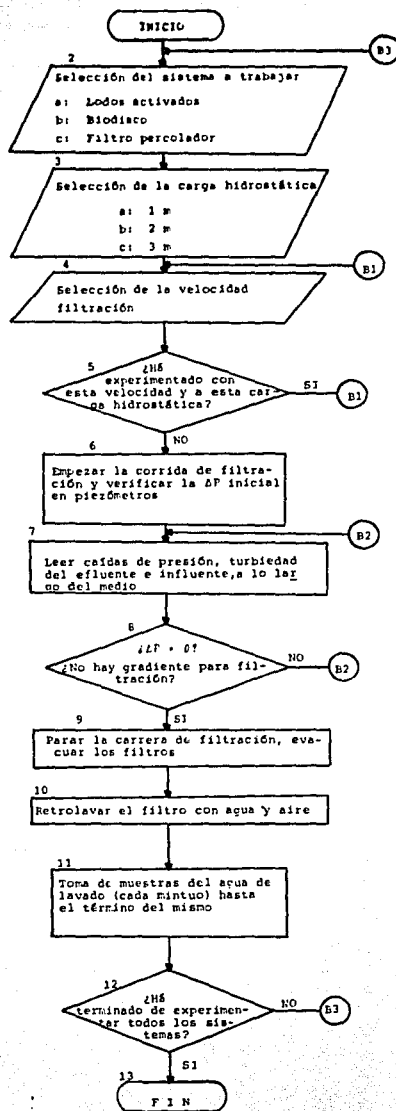 INICIO
B3
2
Selección del sistema a trabajar
a: Lodos activados
b: Biodisco
c: Filtro percolador
3
Selección de la carga hidrostática
a: 1 m
b: 2 m
c: 3 m
B1
4
Selección de la velocidad
filtración
5
¿Há
experimentado con
esta velocidad y a esta car-
ga hidrostática?
SI
B1
NO
6
Empezar la corrida de filtra-
ción y verificar la ΔP inicial
en piezómetros
B2
7
Leer caídas de presión, turbiedad
del efluente e influente,a lo lar
go del medio
8
¿ΔP = 0?
¿No hay gradiente para fil-
tración?
NO
B2
SI
9
Parar la carrera de filtración, eva-
cuar los filtros
10
Retrolavar el filtro con agua y aire
11
Toma de muestras del agua de
lavado (cada mintuo) hasta
el término del mismo
12
¿Há
terminado de experimen-
tar todos los sis-
temas?
NO
B3
SI
13
F I N